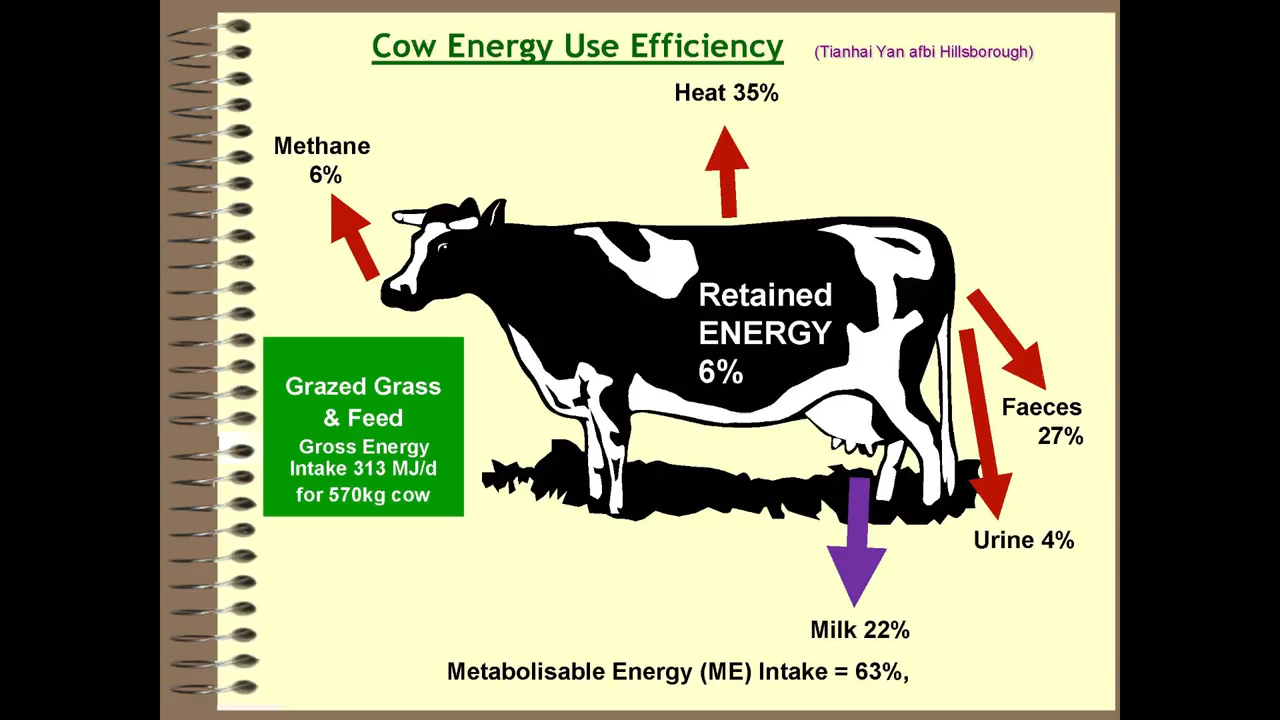 Cow Energy Use Efficiency (Tianhai Yan afbi Hillsborough)
Heat 35%
Methane
6%
Retained
ENERGY
6%
Grazed Grass
& Feed
Gross Energy
Intake 313 MJ/d
for 570kg cow
Faeces
27%
Urine 4%
Milk 22%
Metabolisable Energy (ME) Intake = 63%,